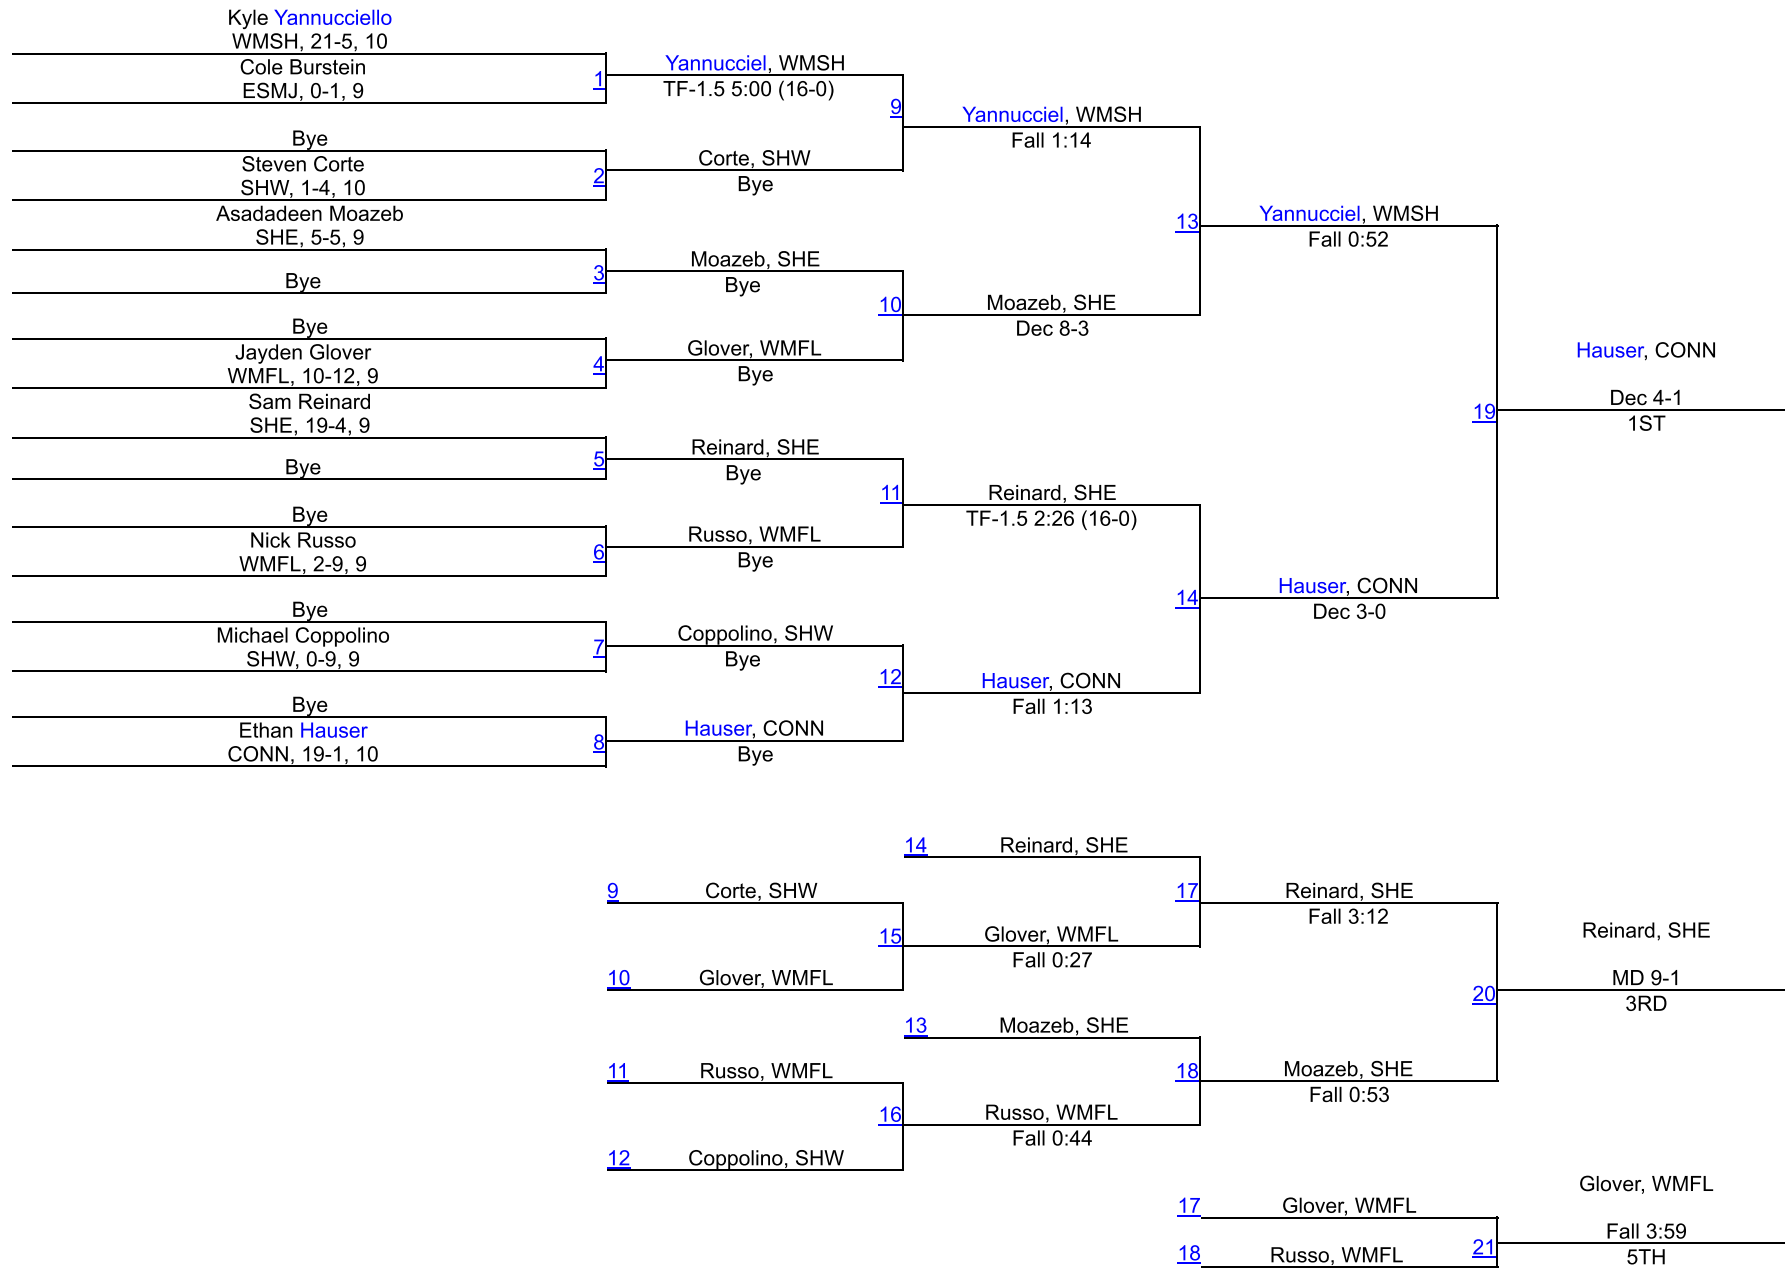 Kyle Yannucciello
WMSH, 21-5, 10
Cole Burstein
ESMJ, 0-1, 9
1
Bye
Steven Corte
SHW, 1-4, 10
2
Asadadeen Moazeb
SHE, 5-5, 9
3
Bye
Bye
Jayden Glover
WMFL, 10-12, 9
4
Sam Reinard
SHE, 19-4, 9
5
Bye
Bye
Nick Russo
WMFL, 2-9, 9
6
Bye
Michael Coppolino
SHW, 0-9, 9
7
Bye
Ethan Hauser
CONN, 19-1, 10
8
Yannucciel, WMSH
TF-1.5 5:00 (16-0)
9
Corte, SHW
Bye
Moazeb, SHE
Bye
10
Glover, WMFL
Bye
Reinard, SHE
Bye
11
Russo, WMFL
Bye
Coppolino, SHW
Bye
12
Hauser, CONN
Bye
Yannucciel, WMSH
Fall 1:14
13
Moazeb, SHE
Dec 8-3
Reinard, SHE
TF-1.5 2:26 (16-0)
14
Hauser, CONN
Fall 1:13
Yannucciel, WMSH
Fall 0:52
19
Hauser, CONN
Dec 3-0
Hauser, CONN
Dec 4-1
1ST
14 Reinard, SHE
9 Corte, SHW
17
15
Glover, WMFL
Fall 0:27
10 Glover, WMFL
Reinard, SHE
Fall 3:12
13 Moazeb, SHE
11 Russo, WMFL
18
16
Russo, WMFL
Fall 0:44
12 Coppolino, SHW
Moazeb, SHE
Fall 0:53
20
Reinard, SHE
MD 9-1
3RD
17 Glover, WMFL
18 Russo, WMFL
21
Glover, WMFL
Fall 3:59
5TH